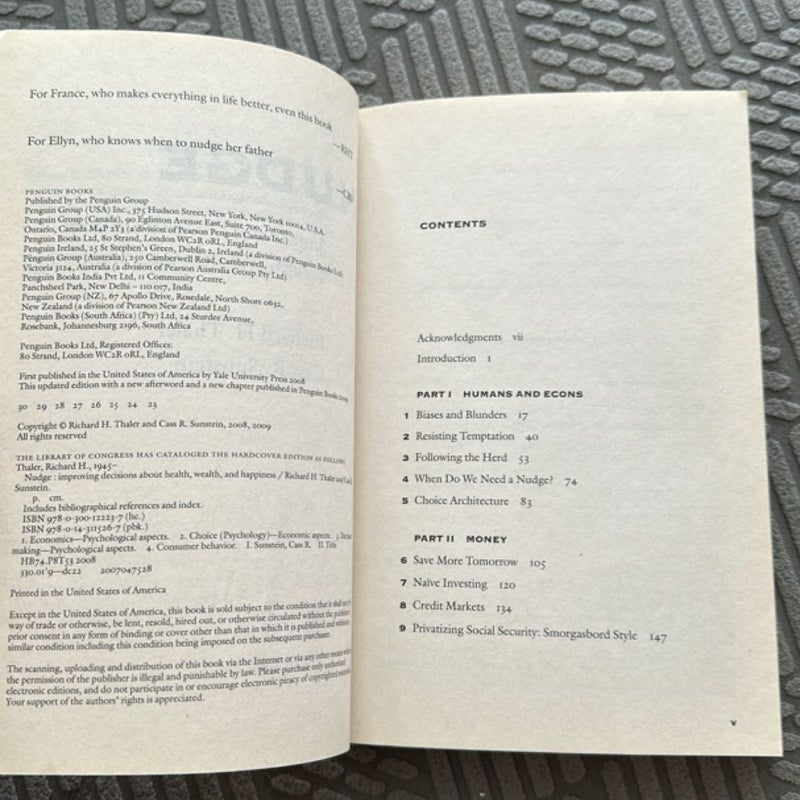 For France, who makes everything in life better, even this book
—RHT
For Ellyn, who knows when to nudge her father
—CRS
PENGUIN BOOKS
Published by the Penguin Group
Penguin Group (USA) Inc., 375 Hudson Street, New York, New York 10014, U.S.A.
Penguin Group (Canada), 90 Eglinton Avenue East, Suite 700, Toronto,
Ontario, Canada M4P 2Y3 (a division of Pearson Penguin Canada Inc.)
Penguin Books Ltd, 80 Strand, London WC2R 0RL, England
Penguin Ireland, 25 St Stephen's Green, Dublin 2, Ireland (a division of Penguin Books Ltd)
Penguin Group (Australia), 250 Camberwell Road, Camberwell,
Victoria 3124, Australia (a division of Pearson Australia Group Pty Ltd)
Penguin Books India Pvt Ltd, 11 Community Centre,
Panchsheel Park, New Delhi – 110 017, India
Penguin Group (NZ), 67 Apollo Drive, Rosedale, North Shore 0632,
New Zealand (a division of Pearson New Zealand Ltd)
Penguin Books (South Africa) (Pty) Ltd, 24 Sturdee Avenue,
Rosebank, Johannesburg 2196, South Africa
Penguin Books Ltd, Registered Offices:
80 Strand, London WC2R 0RL, England
First published in the United States of America by Yale University Press 2008
This updated edition with a new afterword and a new chapter published in Penguin Books 2009
30 29 28 27 26 25 24 23
Copyright © Richard H. Thaler and Cass R. Sunstein, 2008, 2009
All rights reserved
THE LIBRARY OF CONGRESS HAS CATALOGED THE HARDCOVER EDITION AS FOLLOWS:
Thaler, Richard H., 1945–
Nudge : improving decisions about health, wealth, and happiness / Richard H. Thaler and Cass
Sunstein.
p. cm.
Includes bibliographical references and index.
ISBN 978-0-300-12223-7 (hc.)
ISBN 978-0-14-311526-7 (pbk.)
1. Economics—Psychological aspects. 2. Choice (Psychology)—Economic aspects. 3. Decision
making—Psychological aspects. 4. Consumer behavior. I. Sunstein, Cass R. II. Title.
HB74.P8T53 2008
330.01'9—dc22 2007047528
Printed in the United States of America
Except in the United States of America, this book is sold subject to the condition that it shall not, by
way of trade or otherwise, be lent, resold, hired out, or otherwise circulated without the publisher's
prior consent in any form of binding or cover other than that in which it is published and without
similar condition including this condition being imposed on the subsequent purchaser.
The scanning, uploading and distribution of this book via the Internet or via any other means without
the permission of the publisher is illegal and punishable by law. Please purchase only authorized
electronic editions, and do not participate in or encourage electronic piracy of copyrighted materials.
Your support of the authors' rights is appreciated.
CONTENTS
Acknowledgments vii
Introduction 1
PART I HUMANS AND ECONS
1 Biases and Blunders 17
2 Resisting Temptation 40
3 Following the Herd 53
4 When Do We Need a Nudge? 74
5 Choice Architecture 83
PART II MONEY
6 Save More Tomorrow 105
7 Naïve Investing 120
8 Credit Markets 134
9 Privatizing Social Security: Smorgasbord Style 147
v